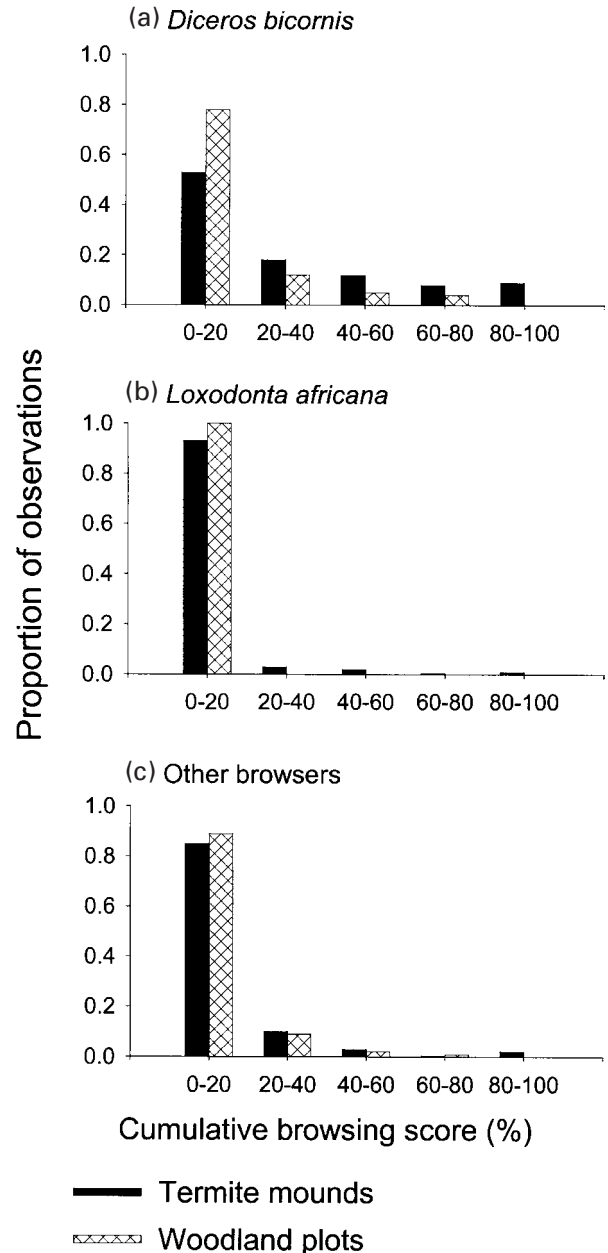 (a) Diceros bicornis
1.0
0.8
0.6
0.4
0.2
0.0
0-20 20-40 40-60 60-80 80-100
(b) Loxodonta africana
1.0
0.8
0.6
0.4
0.2
0.0
0-20 20-40 40-60 60-80 80-100
(c) Other browsers
1.0
0.8
0.6
0.4
0.2
0.0
0-20 20-40 40-60 60-80 80-100
Proportion of observations
Cumulative browsing score (%)
Termite mounds
Woodland plots